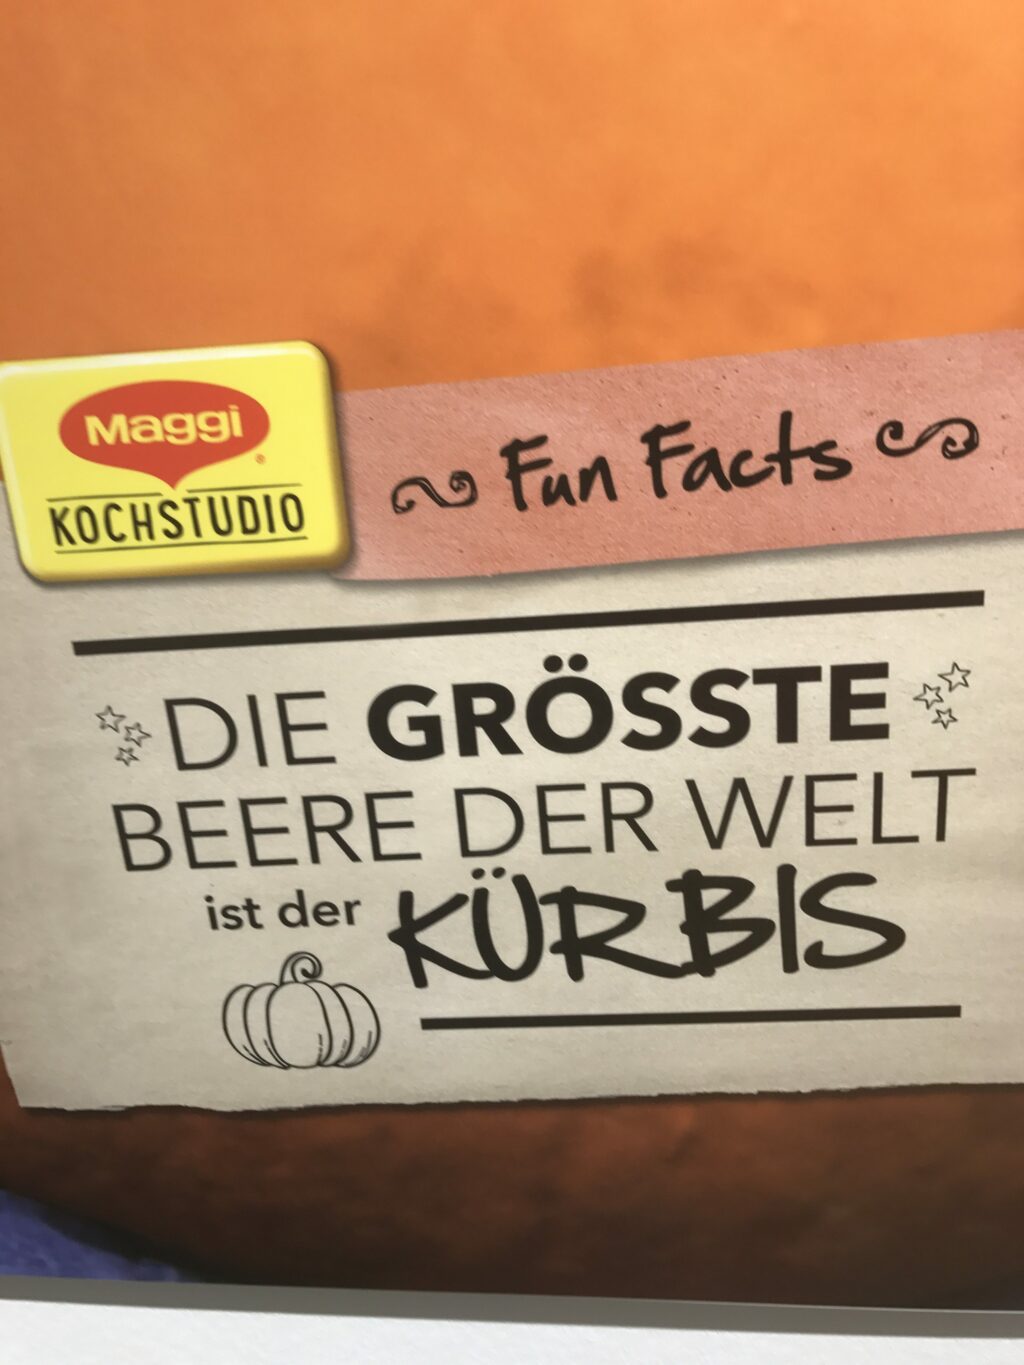 Maggi
KOCHSTUDIO
Fun Facts
DIE GRÖSSTE
BEERE DER WELT
ist der KÜRBIS